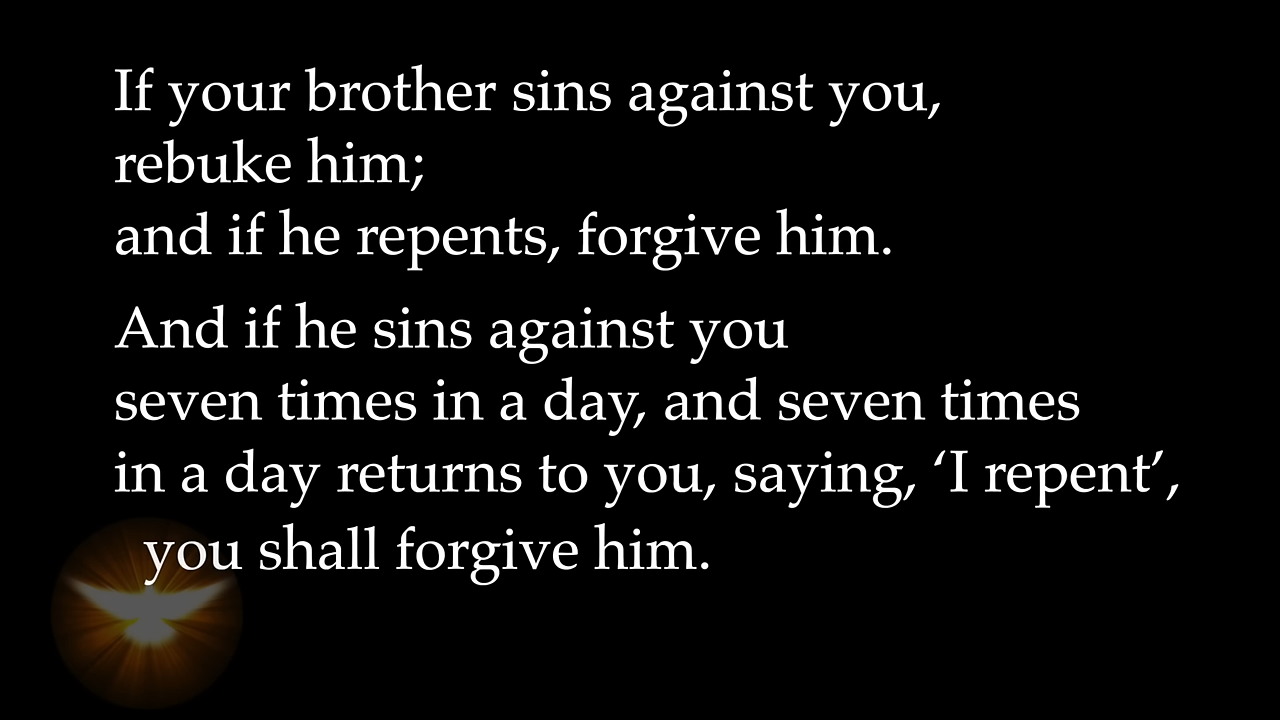 If your brother sins against you,
rebuke him;
and if he repents, forgive him.
And if he sins against you
seven times in a day, and seven times
in a day returns to you, saying, ‘I repent’,
you shall forgive him.